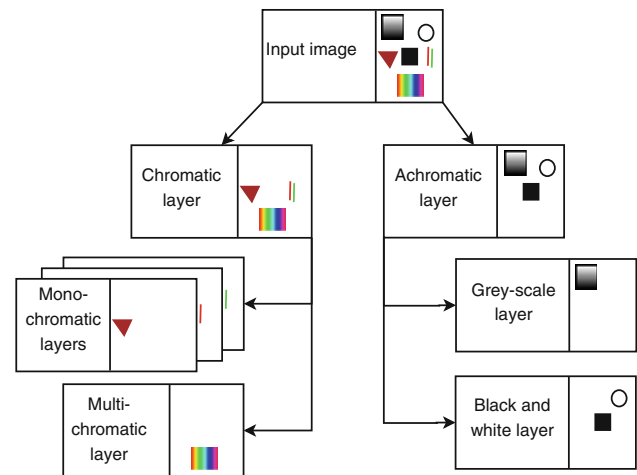 Input image
Chromatic
layer
Achromatic
layer
Mono-
chromatic
layers
Grey-scale
layer
Multi-
chromatic
layer
Black and
white layer